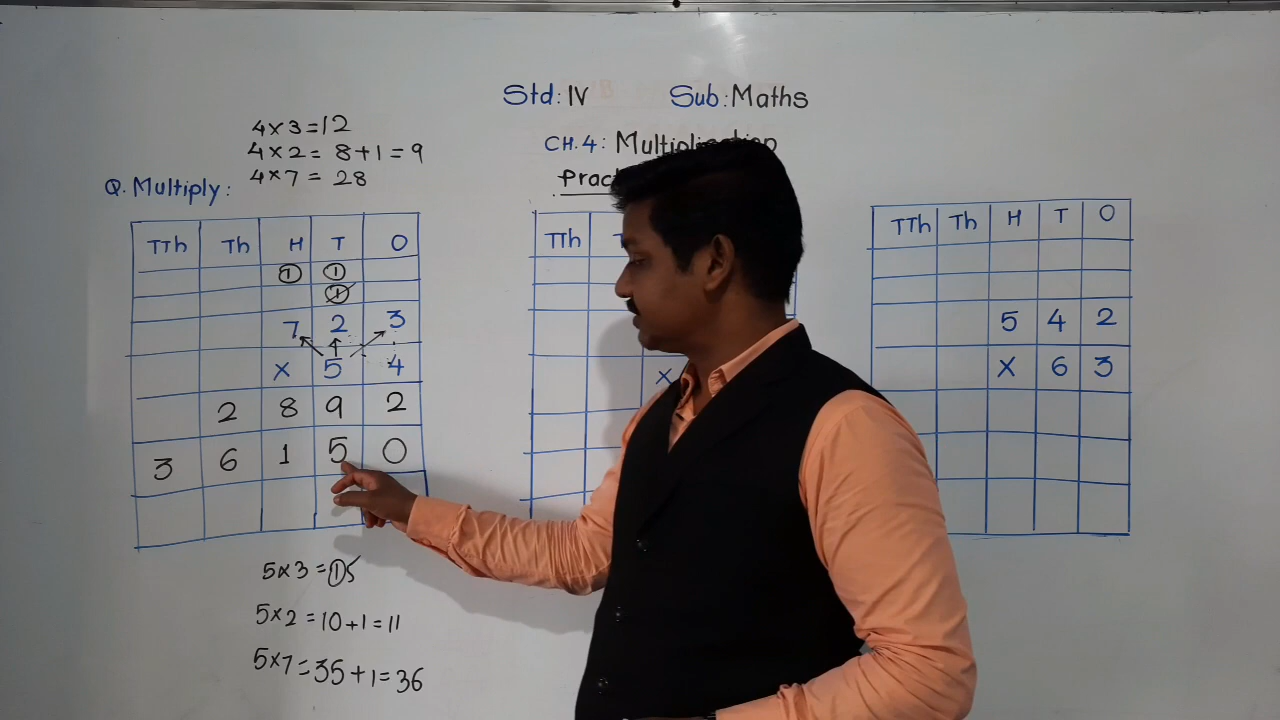 Std: IV Sub: Maths
CH.4: Multiplication
4×3=12
4×2= 8+1=9
4×7= 28
Q. Multiply:
TTh Th H T O
1 1
1
7 2 3
× 5 4
2 8 9 2
3 6 1 5 0
5×3=15
5×2=10+1=11
5×7=35+1=36
TTh
×
TTh Th H T O
5 4 2
× 6 3